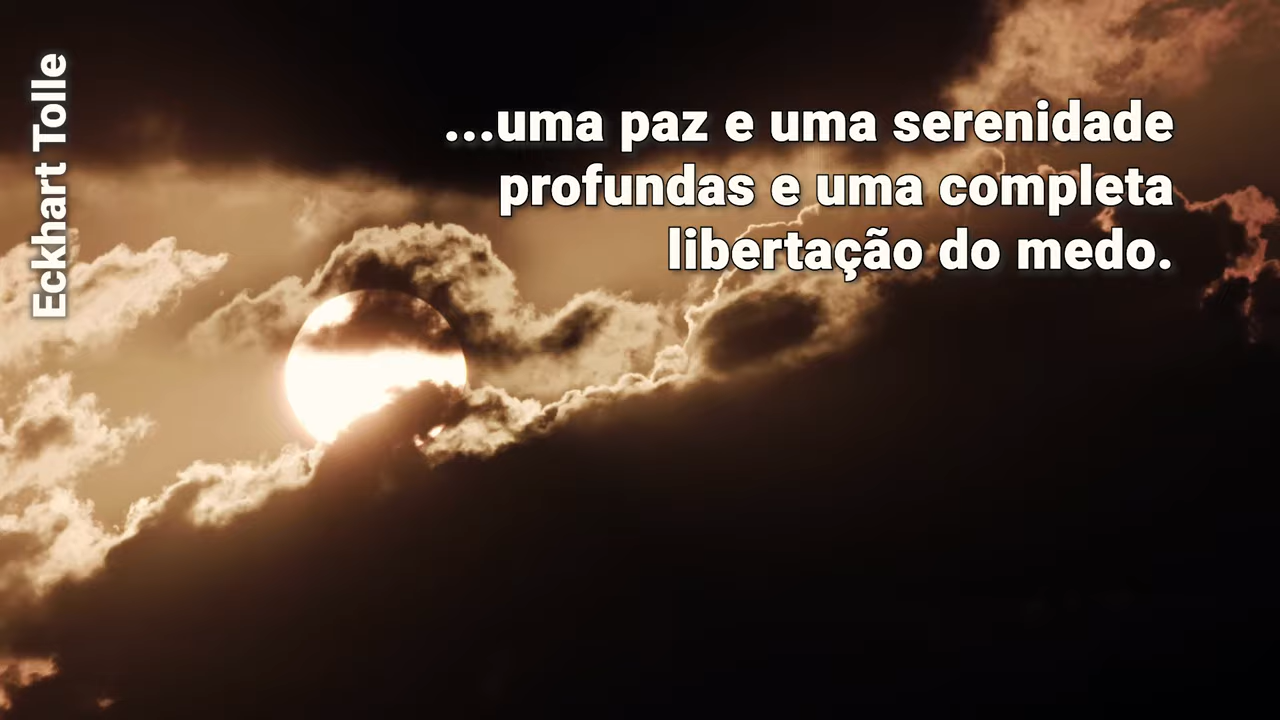 Eckhart Tolle
...uma paz e uma serenidade
profundas e uma completa
libertação do medo.